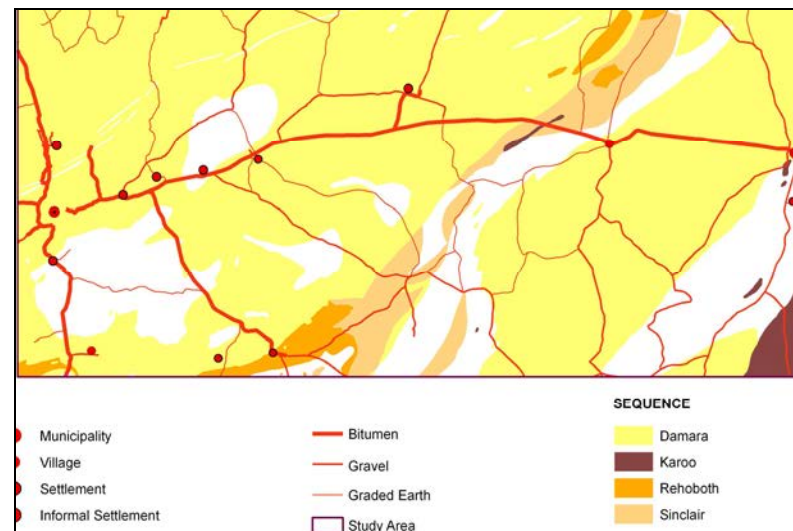 Municipality
Village
Settlement
Informal Settlement
Bitumen
Gravel
Graded Earth
Study Area
SEQUENCE
Damara
Karoo
Rehoboth
Sinclair